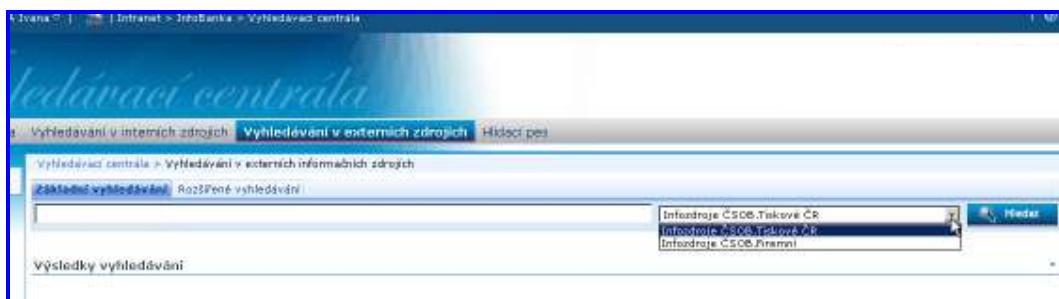 Ivana | | Intranet > InfoBanka > Vyhledávací centrála
ledávací centrála
Vyhledávání v interních zdrojích Vyhledávání v externích zdrojích Hlídací pes
Vyhledávací centrála > Vyhledávání v externích informačních zdrojích
Základní vyhledávání Rozšířené vyhledávání
Infozdroje ČSOB.Tiskové ČR Hledat
Infozdroje ČSOB.Tiskové ČR
Infozdroje ČSOB.Firemní
Výsledky vyhledávání